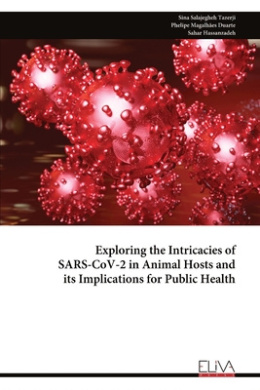 Sina Salajegheh Tazerji
Phelipe Magalhães Duarte
Sahar Hassanzadeh
Exploring the Intricacies of
SARS-CoV-2 in Animal Hosts and
its Implications for Public Health
ELIVA
PRESS